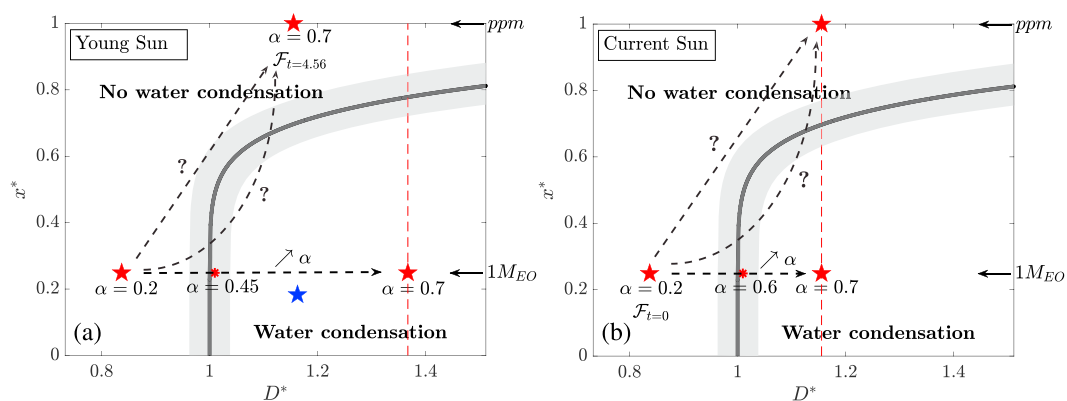 Young Sun
α = 0.7
ℱt=4.56
No water condensation
?
?
↗ α
α = 0.2
α = 0.45
α = 0.7
Water condensation
(a)
ppm
1M_EO
x*
1
0.8
0.6
0.4
0.2
0
0.8
1
1.2
1.4
D*
Current Sun
No water condensation
?
?
↗ α
α = 0.2
α = 0.6
α = 0.7
ℱt=0
Water condensation
(b)
ppm
1M_EO
x*
1
0.8
0.6
0.4
0.2
0
0.8
1
1.2
1.4
D*